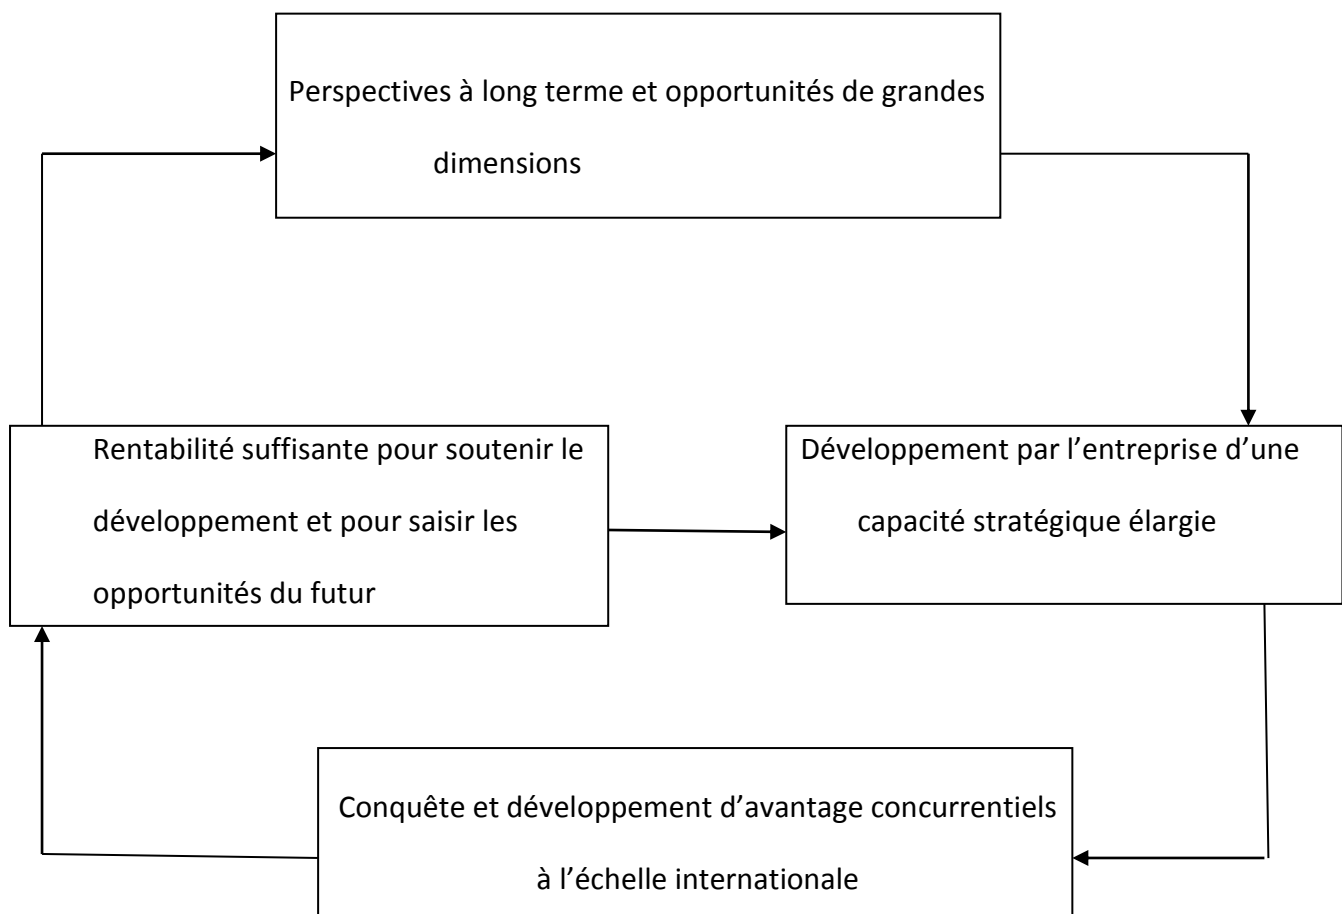 Perspectives à long terme et opportunités de grandes
dimensions
Rentabilité suffisante pour soutenir le
développement et pour saisir les
opportunités du futur
Développement par l’entreprise d’une
capacité stratégique élargie
Conquête et développement d’avantage concurrentiels
à l’échelle internationale